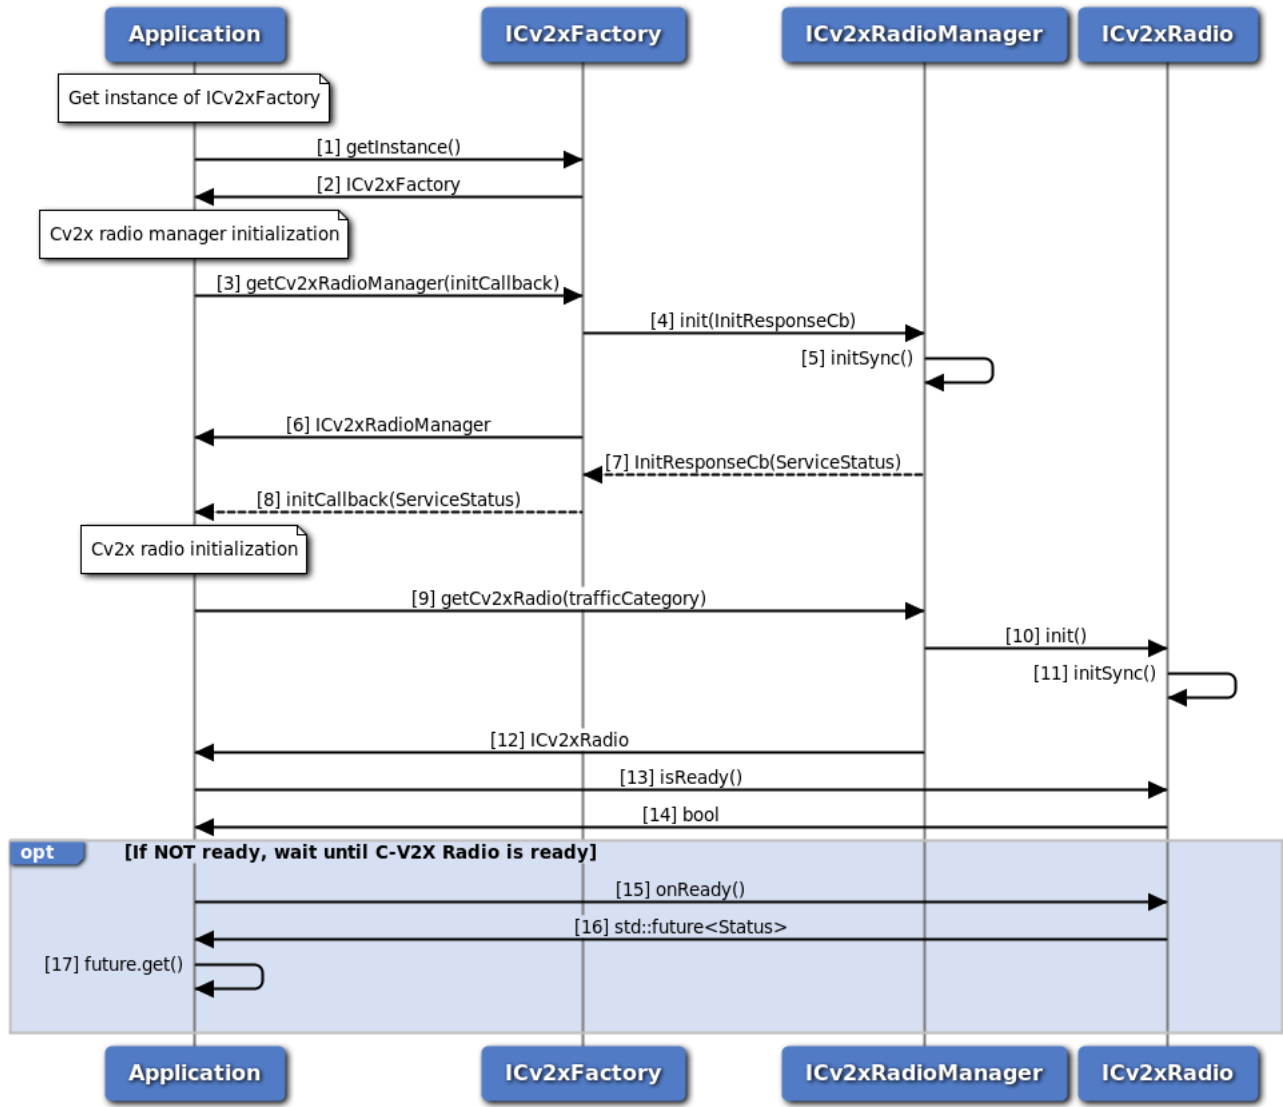 Application
ICv2xFactory
ICv2xRadioManager
ICv2xRadio
Get instance of ICv2xFactory
[1] getInstance()
[2] ICv2xFactory
Cv2x radio manager initialization
[3] getCv2xRadioManager(initCallback)
[4] init(InitResponseCb)
[5] initSync()
[6] ICv2xRadioManager
[7] InitResponseCb(ServiceStatus)
[8] initCallback(ServiceStatus)
Cv2x radio initialization
[9] getCv2xRadio(trafficCategory)
[10] init()
[11] initSync()
[12] ICv2xRadio
[13] isReady()
[14] bool
opt
[If NOT ready, wait until C-V2X Radio is ready]
[15] onReady()
[16] std::future<Status>
[17] future.get()
Application
ICv2xFactory
ICv2xRadioManager
ICv2xRadio